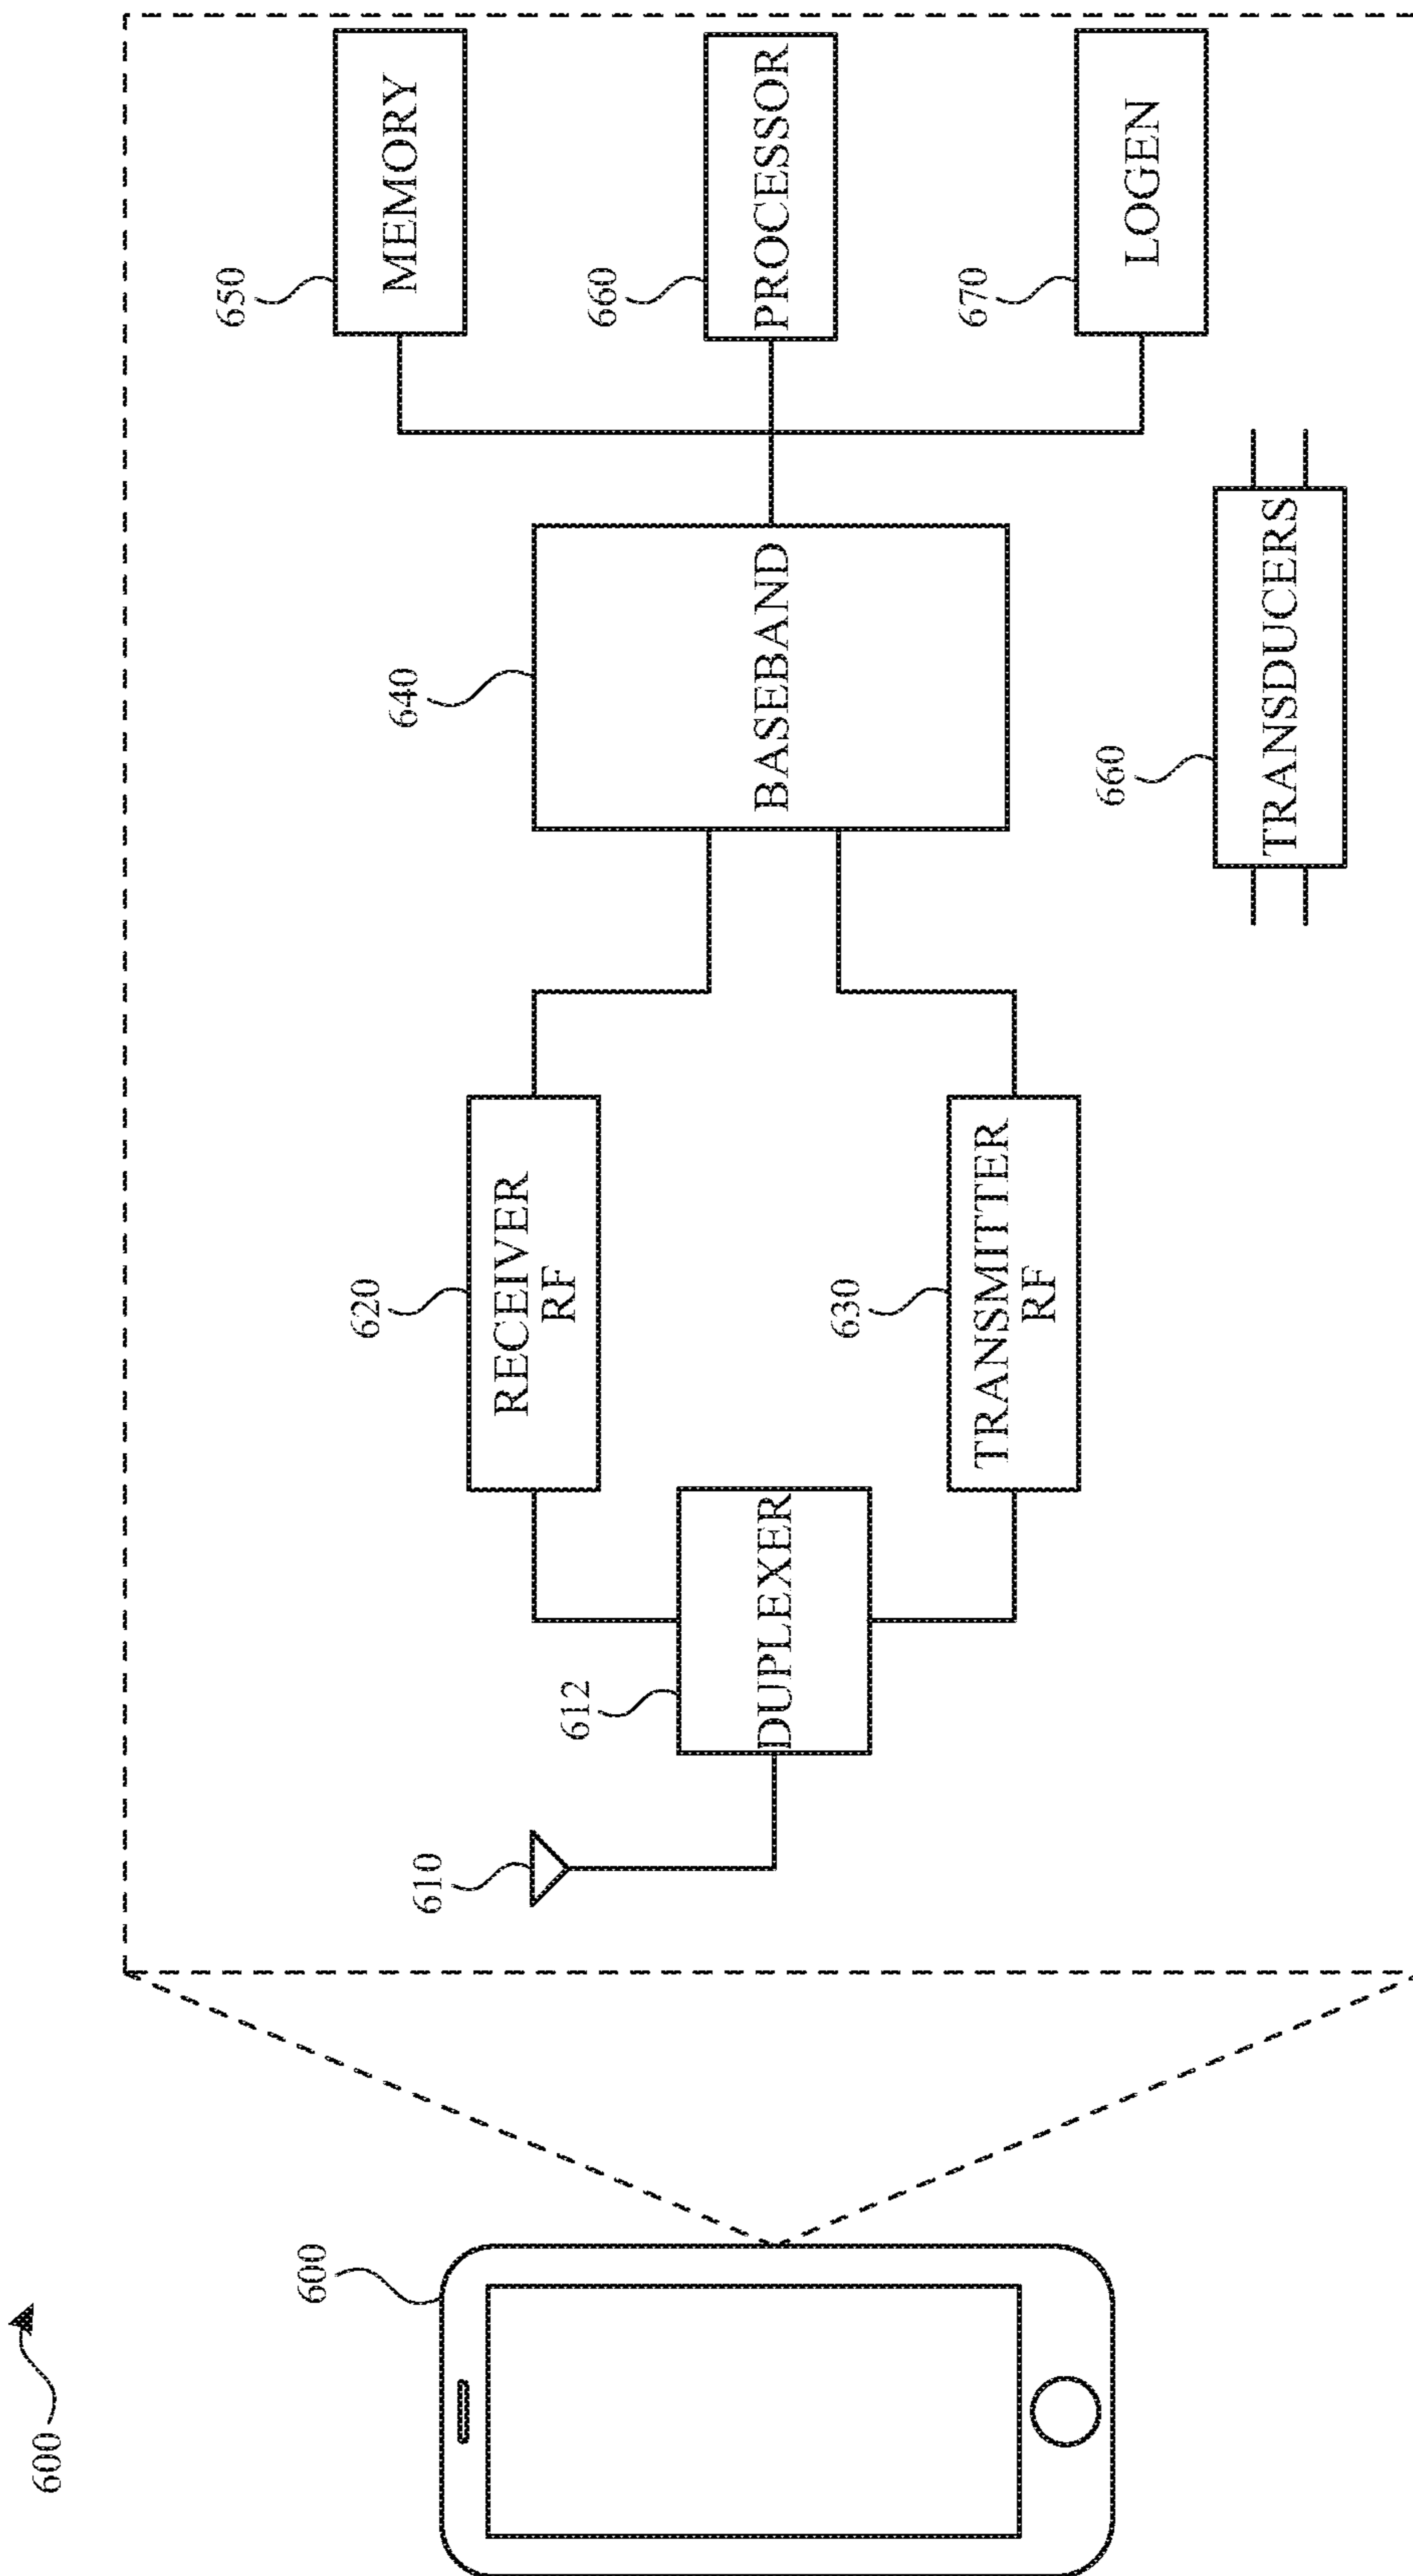 600
600
610
612
DUPLEXER
620
RECEIVER
RF
630
TRANSMITTER
RF
640
BASEBAND
650
MEMORY
660
PROCESSOR
670
LOGEN
660
TRANSDUCERS